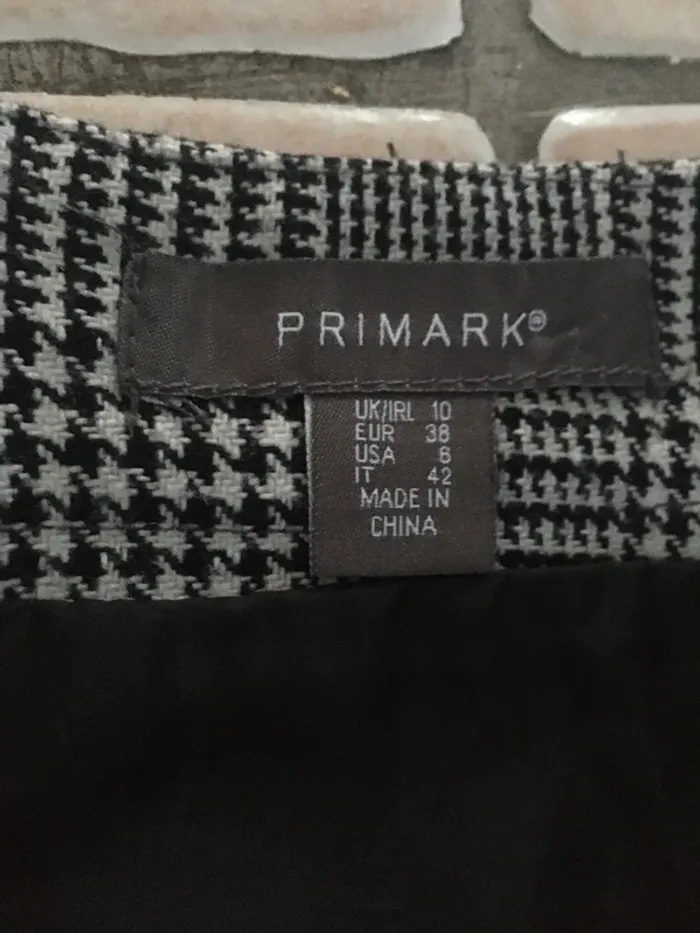 PRIMARK®
UK/IRL 10
EUR 38
USA 6
IT 42
MADE IN
CHINA